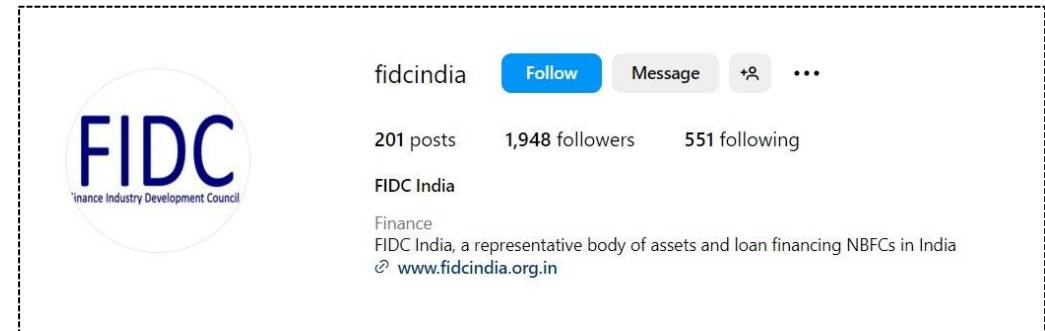 FIDC
Finance Industry Development Council
fidcindia Follow Message
201 posts 1,948 followers 551 following
FIDC India
Finance
FIDC India, a representative body of assets and loan financing NBFCs in India
www.fidcindia.org.in